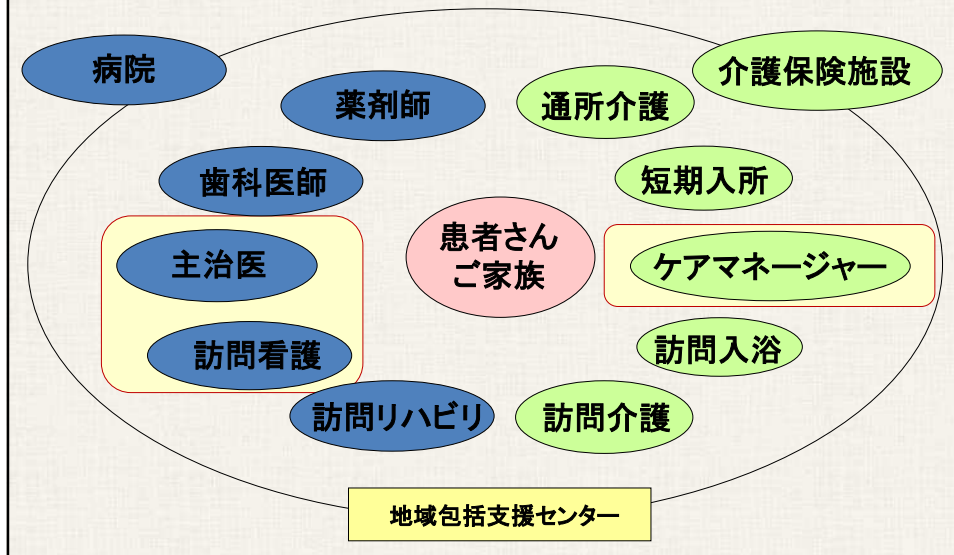 病院
介護保険施設
薬剤師
通所介護
歯科医師
短期入所
患者さん
ご家族
主治医
ケアマネージャー
訪問看護
訪問入浴
訪問リハビリ
訪問介護
地域包括支援センター